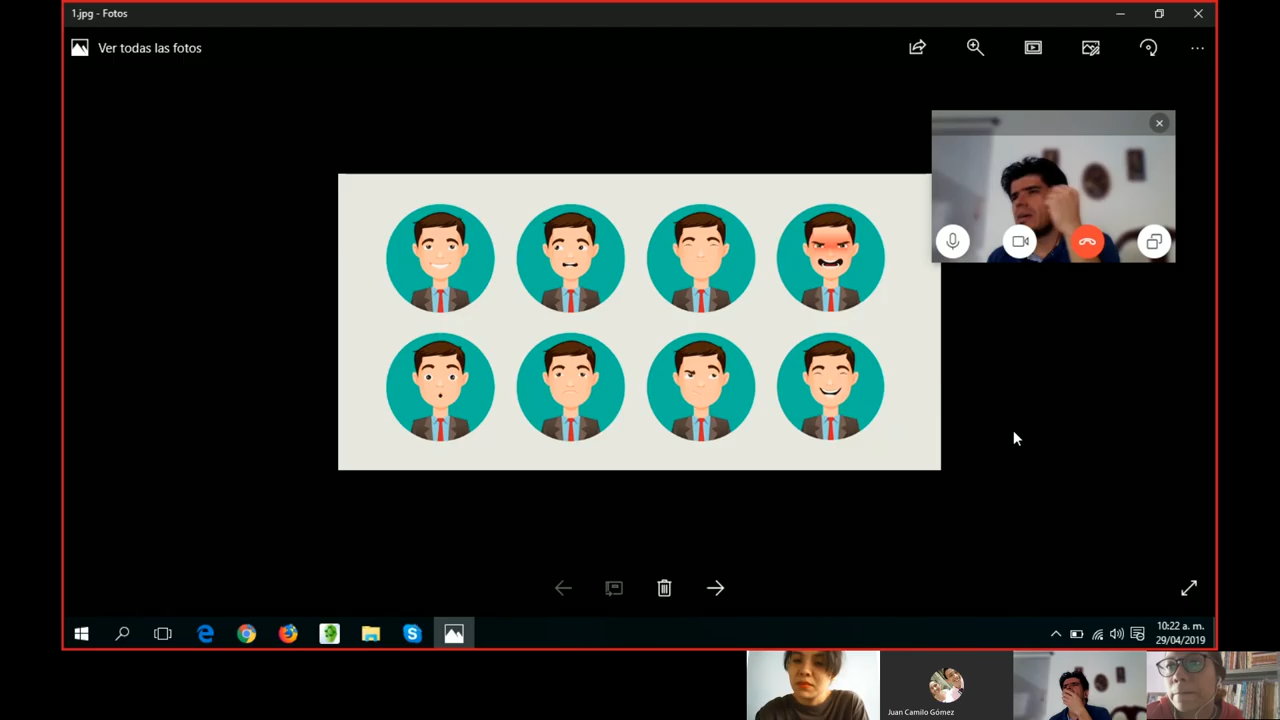 1.jpg - Fotos
Ver todas las fotos
10:22 a. m.
29/04/2019
Juan Camilo Gómez